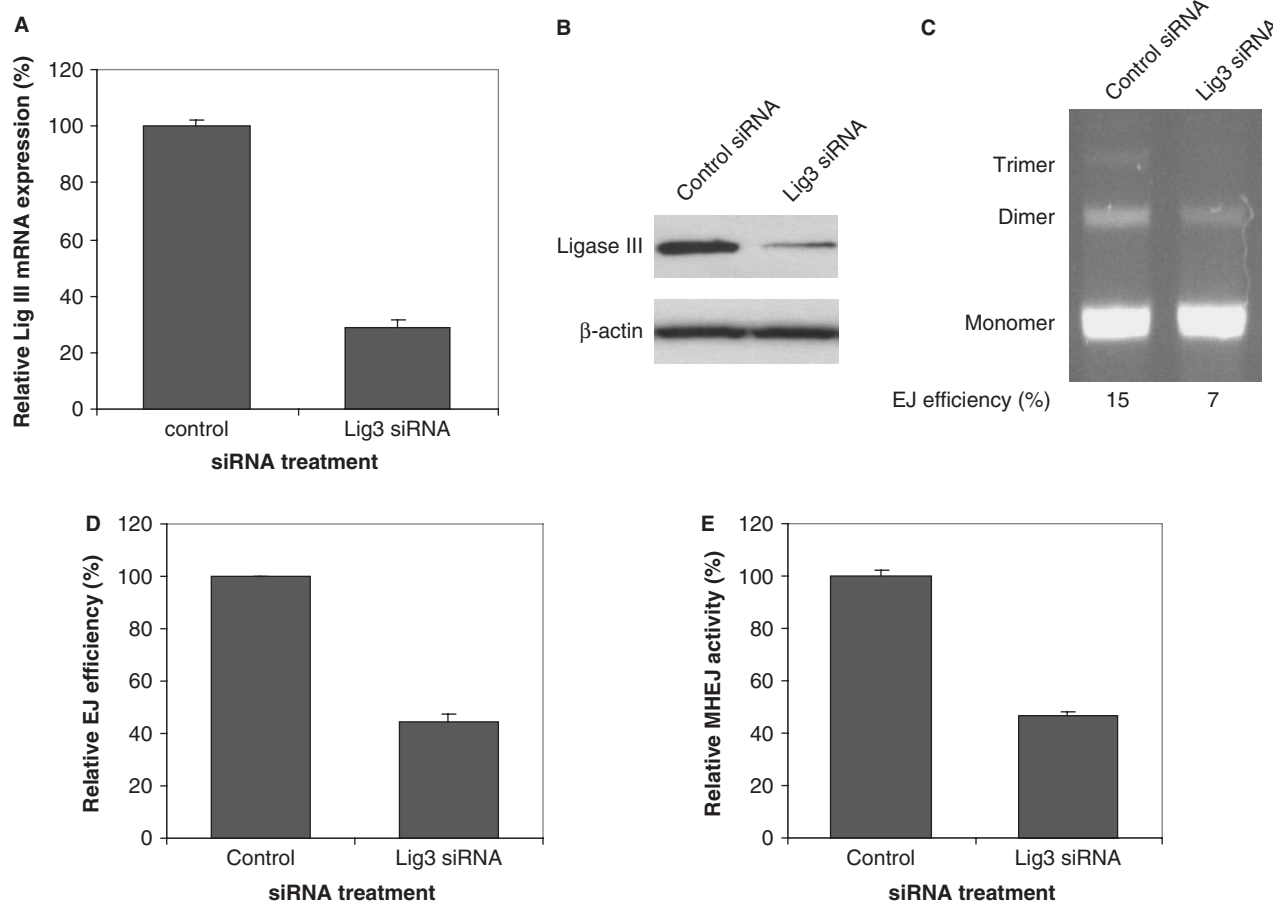 A
Relative Lig III mRNA expression (%)
120
100
80
60
40
20
0
control
Lig3 siRNA
siRNA treatment
B
Control siRNA
Lig3 siRNA
Ligase III
β-actin
C
Control siRNA
Lig3 siRNA
Trimer
Dimer
Monomer
EJ efficiency (%) 15 7
D
Relative EJ efficiency (%)
120
100
80
60
40
20
0
Control
Lig3 siRNA
siRNA treatment
E
Relative MHEJ activity (%)
120
100
80
60
40
20
0
Control
Lig3 siRNA
siRNA treatment